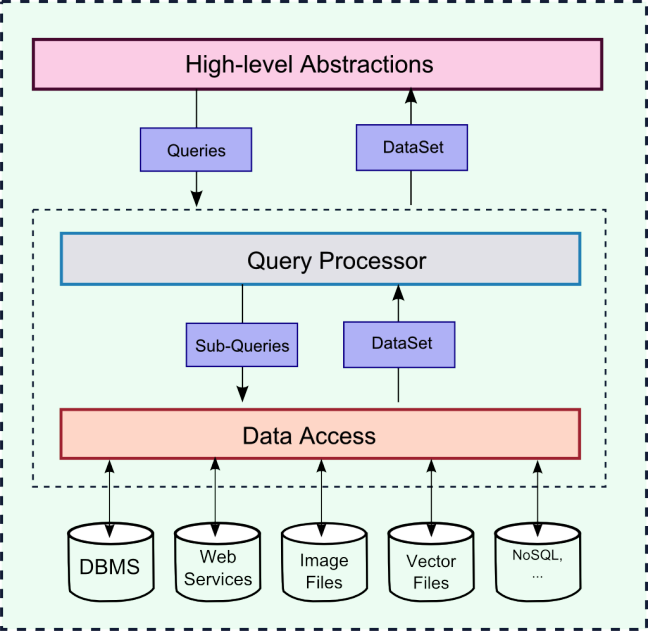 High-level Abstractions
Queries
DataSet
Query Processor
Sub-Queries
DataSet
Data Access
DBMS
Web
Services
Image
Files
Vector
Files
NoSQL,
...